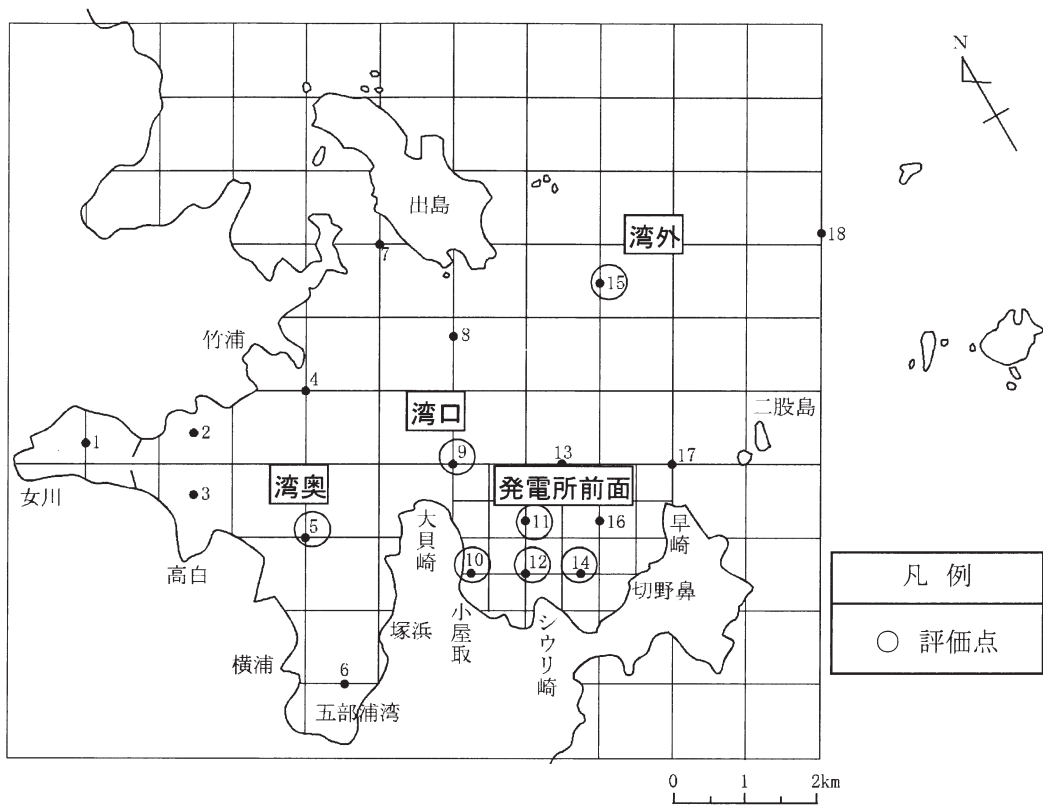 N
出島
湾外
18
7
15
竹浦
8
4
湾口
二股島
2
1
9
13
17
女川
3
湾奥
発電所前面
5
大貝崎
11
16
早崎
高白
10
12
14
切野鼻
凡 例
○ 評価点
塚浜
小屋取
シウリ崎
横浦
6
五部浦湾
0 1 2km